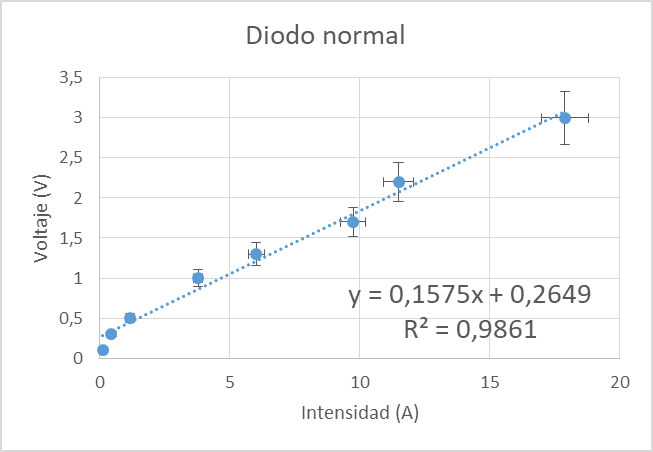 Diodo normal
3,5
3
2,5
2
1,5
1
0,5
0
Voltaje (V)
y = 0,1575x + 0,2649
R² = 0,9861
0 5 10 15 20
Intensidad (A)